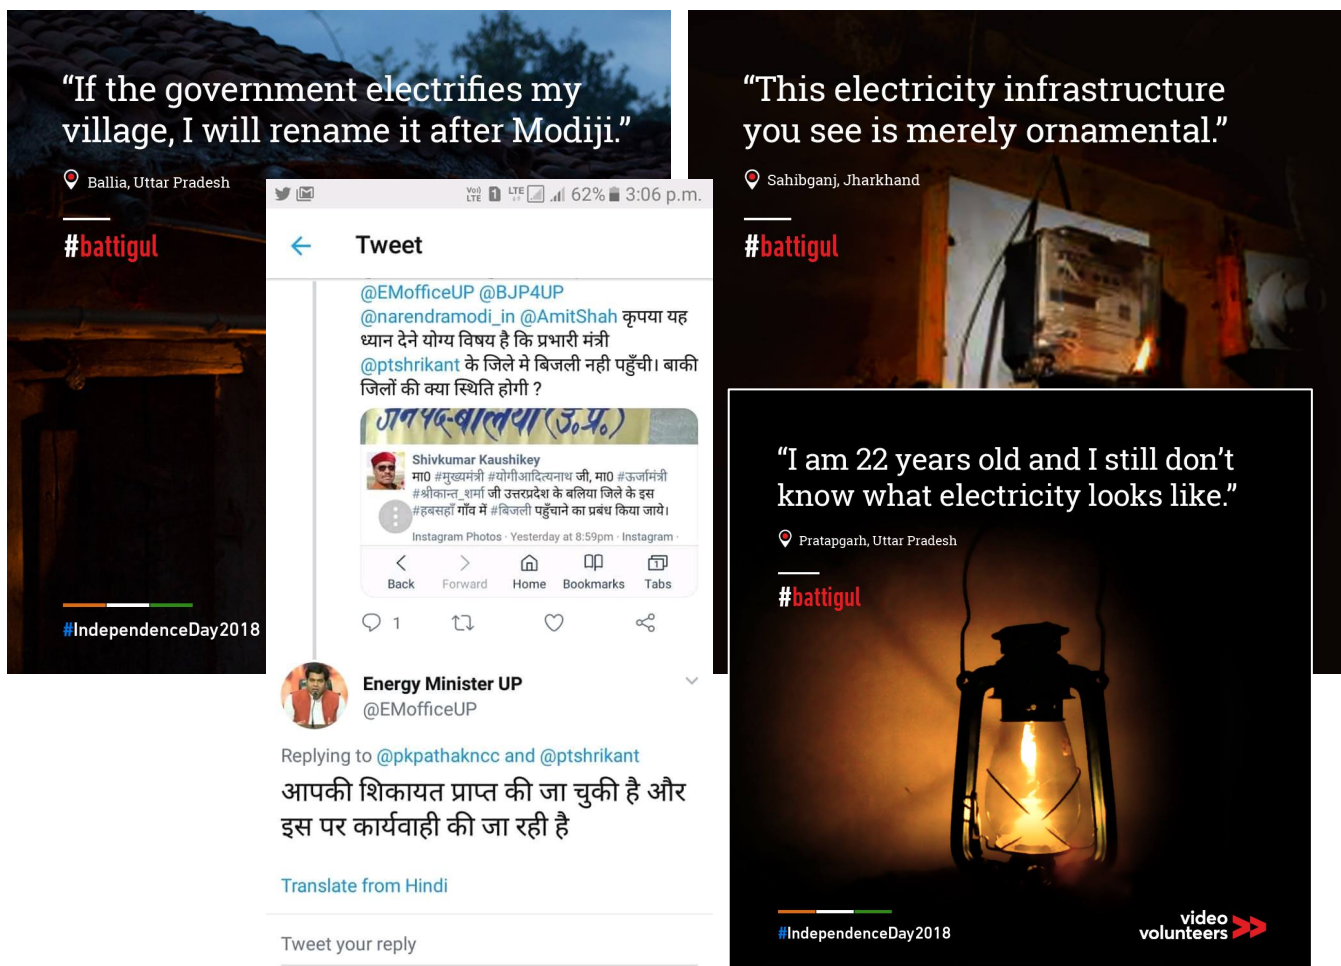 “If the government electrifies my
village, I will rename it after Modiji.”
Ballia, Uttar Pradesh
#battigul
#IndependenceDay2018
“This electricity infrastructure
you see is merely ornamental.”
Sahibganj, Jharkhand
#battigul
Vo) LTE 1 LTE 62% 3:06 p.m.
Tweet
@EMofficeUP @BJP4UP
@narendramodi_in @AmitShah कृपया यह
ध्यान देने योग्य विषय है कि प्रभारी मंत्री
@ptshrikant के जिले मे बिजली नही पहुँची। बाकी
जिलों की क्या स्थिति होगी ?
जनपद-बलिया (उ.प्र.)
Shivkumar Kaushikey
मा0 #मुख्यमंत्री #योगीआदित्यनाथ जी, मा0 #ऊर्जामंत्री
#श्रीकान्त_शर्मा जी उत्तरप्रदेश के बलिया जिले के इस
#हबसहाँ गाँव में #बिजली पहुँचाने का प्रबंध किया जाये।
Instagram Photos · Yesterday at 8:59pm · Instagram ·
Back Forward Home Bookmarks Tabs
1
Energy Minister UP
@EMofficeUP
Replying to @pkpathakncc and @ptshrikant
आपकी शिकायत प्राप्त की जा चुकी है और
इस पर कार्यवाही की जा रही है
Translate from Hindi
Tweet your reply
“I am 22 years old and I still don’t
know what electricity looks like.”
Pratapgarh, Uttar Pradesh
#battigul
#IndependenceDay2018
video
volunteers